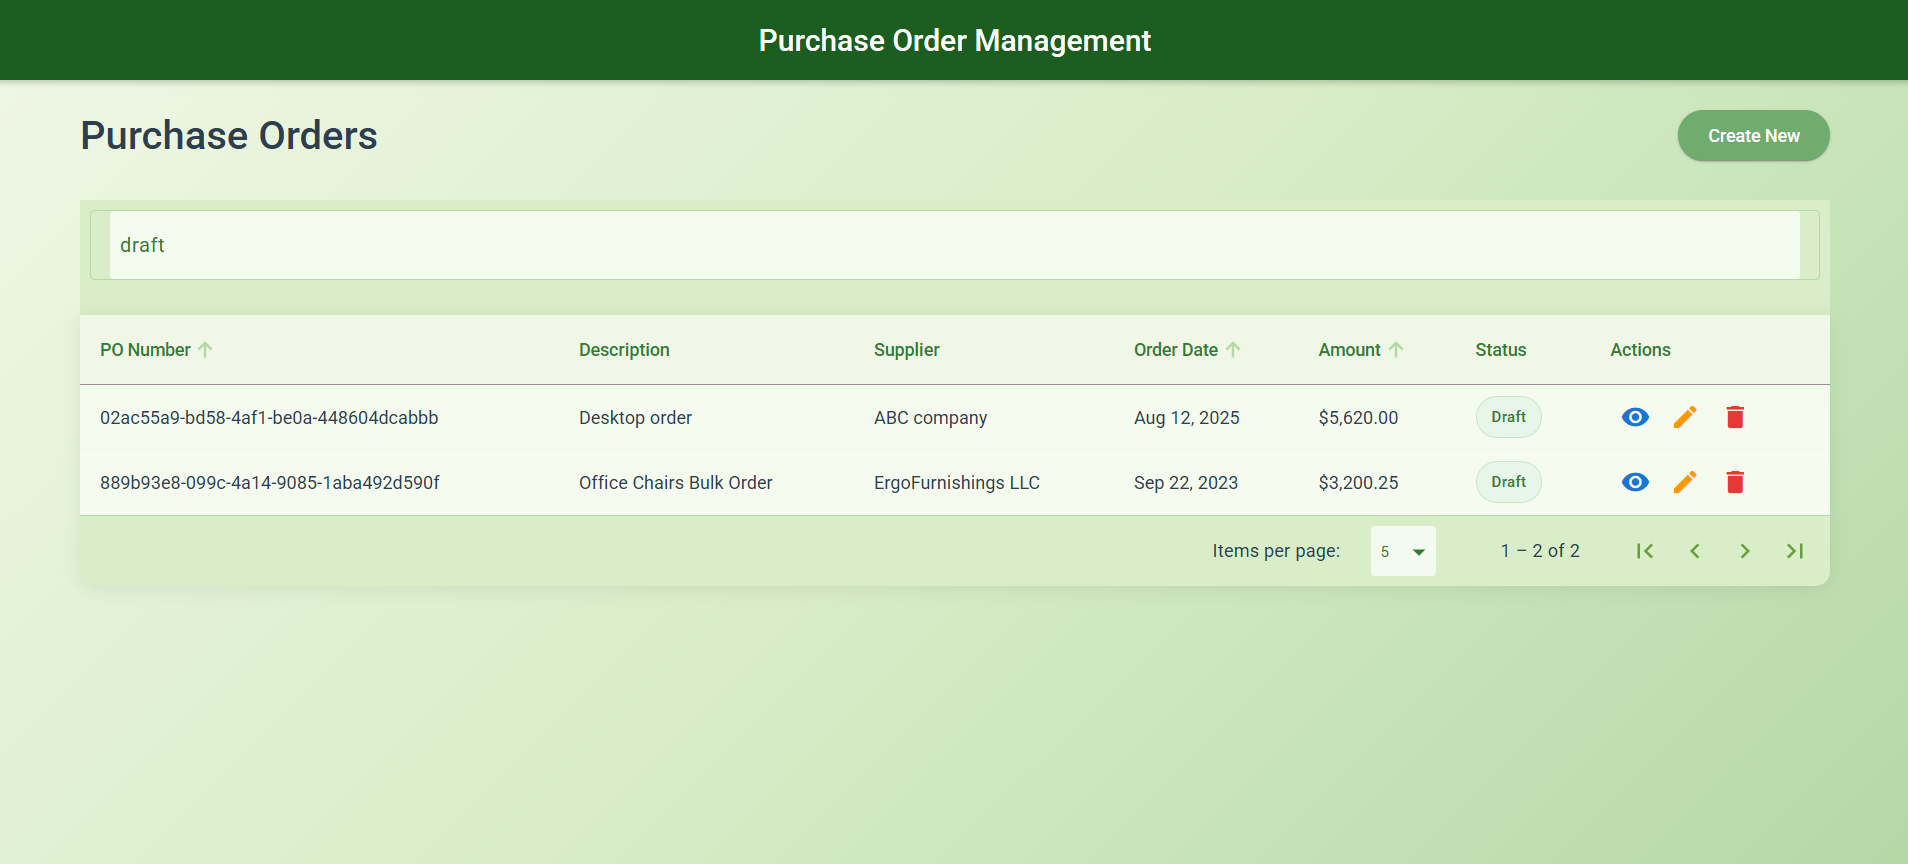 Purchase Order Management
Purchase Orders
Create New
draft
PO Number Description Supplier Order Date Amount Status Actions
02ac55a9-bd58-4af1-be0a-448604dcabbb Desktop order ABC company Aug 12, 2025 $5,620.00 Draft
889b93e8-099c-4a14-9085-1aba492d590f Office Chairs Bulk Order ErgoFurnishings LLC Sep 22, 2023 $3,200.25 Draft
Items per page: 5 1 – 2 of 2